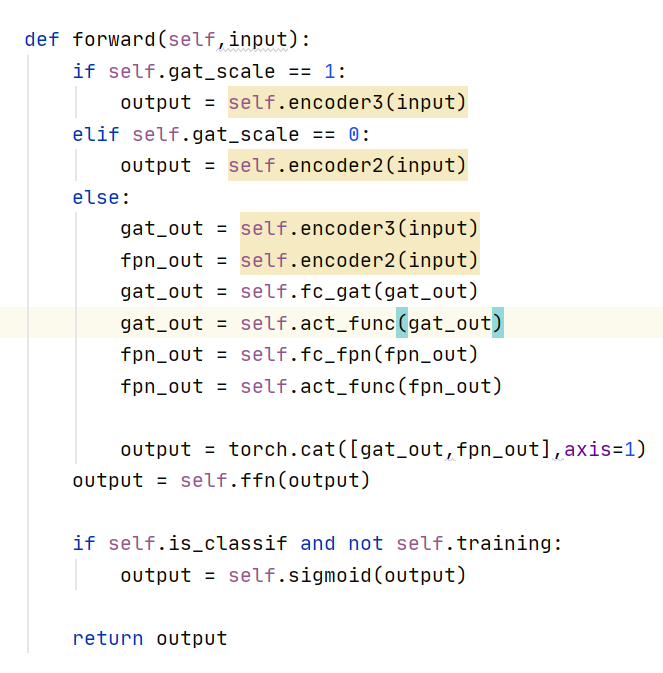 def forward(self,input):
    if self.gat_scale == 1:
        output = self.encoder3(input)
    elif self.gat_scale == 0:
        output = self.encoder2(input)
    else:
        gat_out = self.encoder3(input)
        fpn_out = self.encoder2(input)
        gat_out = self.fc_gat(gat_out)
        gat_out = self.act_func(gat_out)
        fpn_out = self.fc_fpn(fpn_out)
        fpn_out = self.act_func(fpn_out)

        output = torch.cat([gat_out,fpn_out],axis=1)
    output = self.ffn(output)

    if self.is_classif and not self.training:
        output = self.sigmoid(output)

    return output